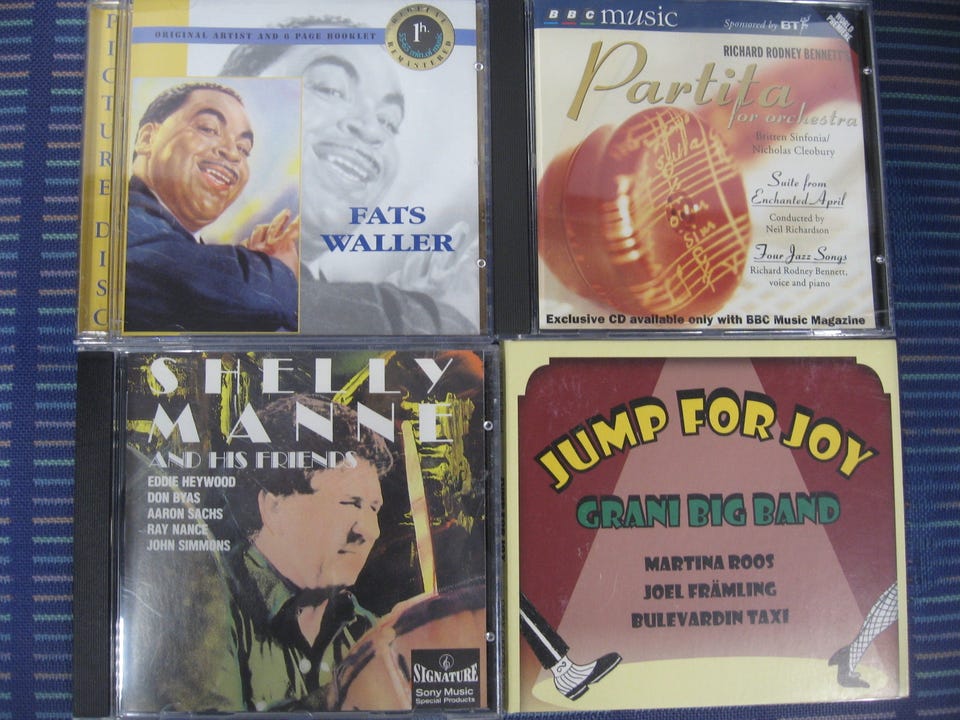 PICTURE DISC
ORIGINAL ARTIST AND 6 PAGE BOOKLET
DIGITAL
1h.
REMASTERED
FATS
WALLER
BBC music
Sponsored by BT
WORLD
PREMIERE
RICHARD RODNEY BENNETT'S
Partita
for orchestra
Britten Sinfonia/
Nicholas Cleobury
Suite from
Enchanted April
Conducted by
Neil Richardson
Four Jazz Songs
Richard Rodney Bennett,
voice and piano
Exclusive CD available only with BBC Music Magazine
SHELLY
MANNE
AND HIS FRIENDS
EDDIE HEYWOOD
DON BYAS
AARON SACHS
RAY NANCE
JOHN SIMMONS
SIGNATURE
Sony Music
Special Products
JUMP FOR JOY
GRANI BIG BAND
MARTINA ROOS
JOEL FRÄMLING
BULEVARDIN TAXI